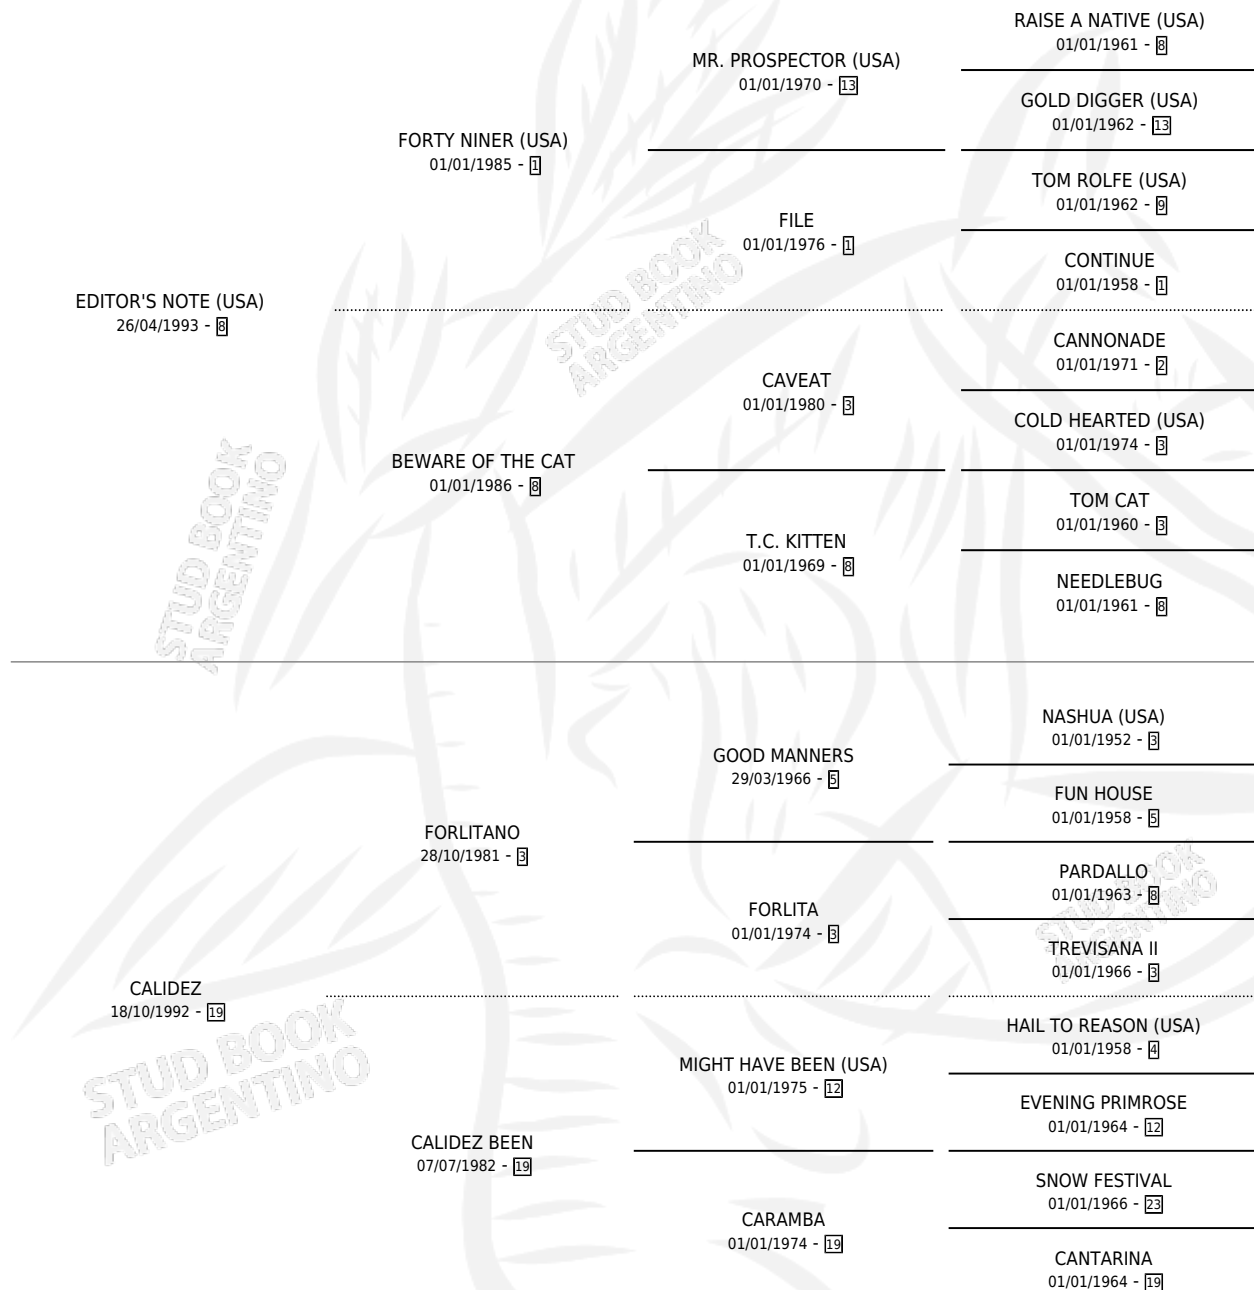 RAISE A NATIVE (USA)
01/01/1961 - 8
MR. PROSPECTOR (USA)
01/01/1970 - 13
GOLD DIGGER (USA)
01/01/1962 - 13
FORTY NINER (USA)
01/01/1985 - 1
TOM ROLFE (USA)
01/01/1962 - 9
FILE
01/01/1976 - 1
CONTINUE
01/01/1958 - 1
EDITOR'S NOTE (USA)
26/04/1993 - 8
STUD BOOK
ARGENTINO
CANNONADE
01/01/1971 - 2
CAVEAT
01/01/1980 - 3
COLD HEARTED (USA)
01/01/1974 - 3
BEWARE OF THE CAT
01/01/1986 - 8
TOM CAT
01/01/1960 - 3
T.C. KITTEN
01/01/1969 - 8
NEEDLEBUG
01/01/1961 - 8
STUD BOOK
ARGENTINO
NASHUA (USA)
01/01/1952 - 3
GOOD MANNERS
29/03/1966 - 5
FUN HOUSE
01/01/1958 - 5
FORLITANO
28/10/1981 - 3
PARDALLO
01/01/1963 - 8
FORLITA
01/01/1974 - 3
TREVISANA II
01/01/1966 - 3
STUD BOOK
ARGENTINO
CALIDEZ
18/10/1992 - 19
HAIL TO REASON (USA)
01/01/1958 - 4
MIGHT HAVE BEEN (USA)
01/01/1975 - 12
EVENING PRIMROSE
01/01/1964 - 12
STUD BOOK
ARGENTINO
CALIDEZ BEEN
07/07/1982 - 19
SNOW FESTIVAL
01/01/1966 - 23
CARAMBA
01/01/1974 - 19
CANTARINA
01/01/1964 - 19